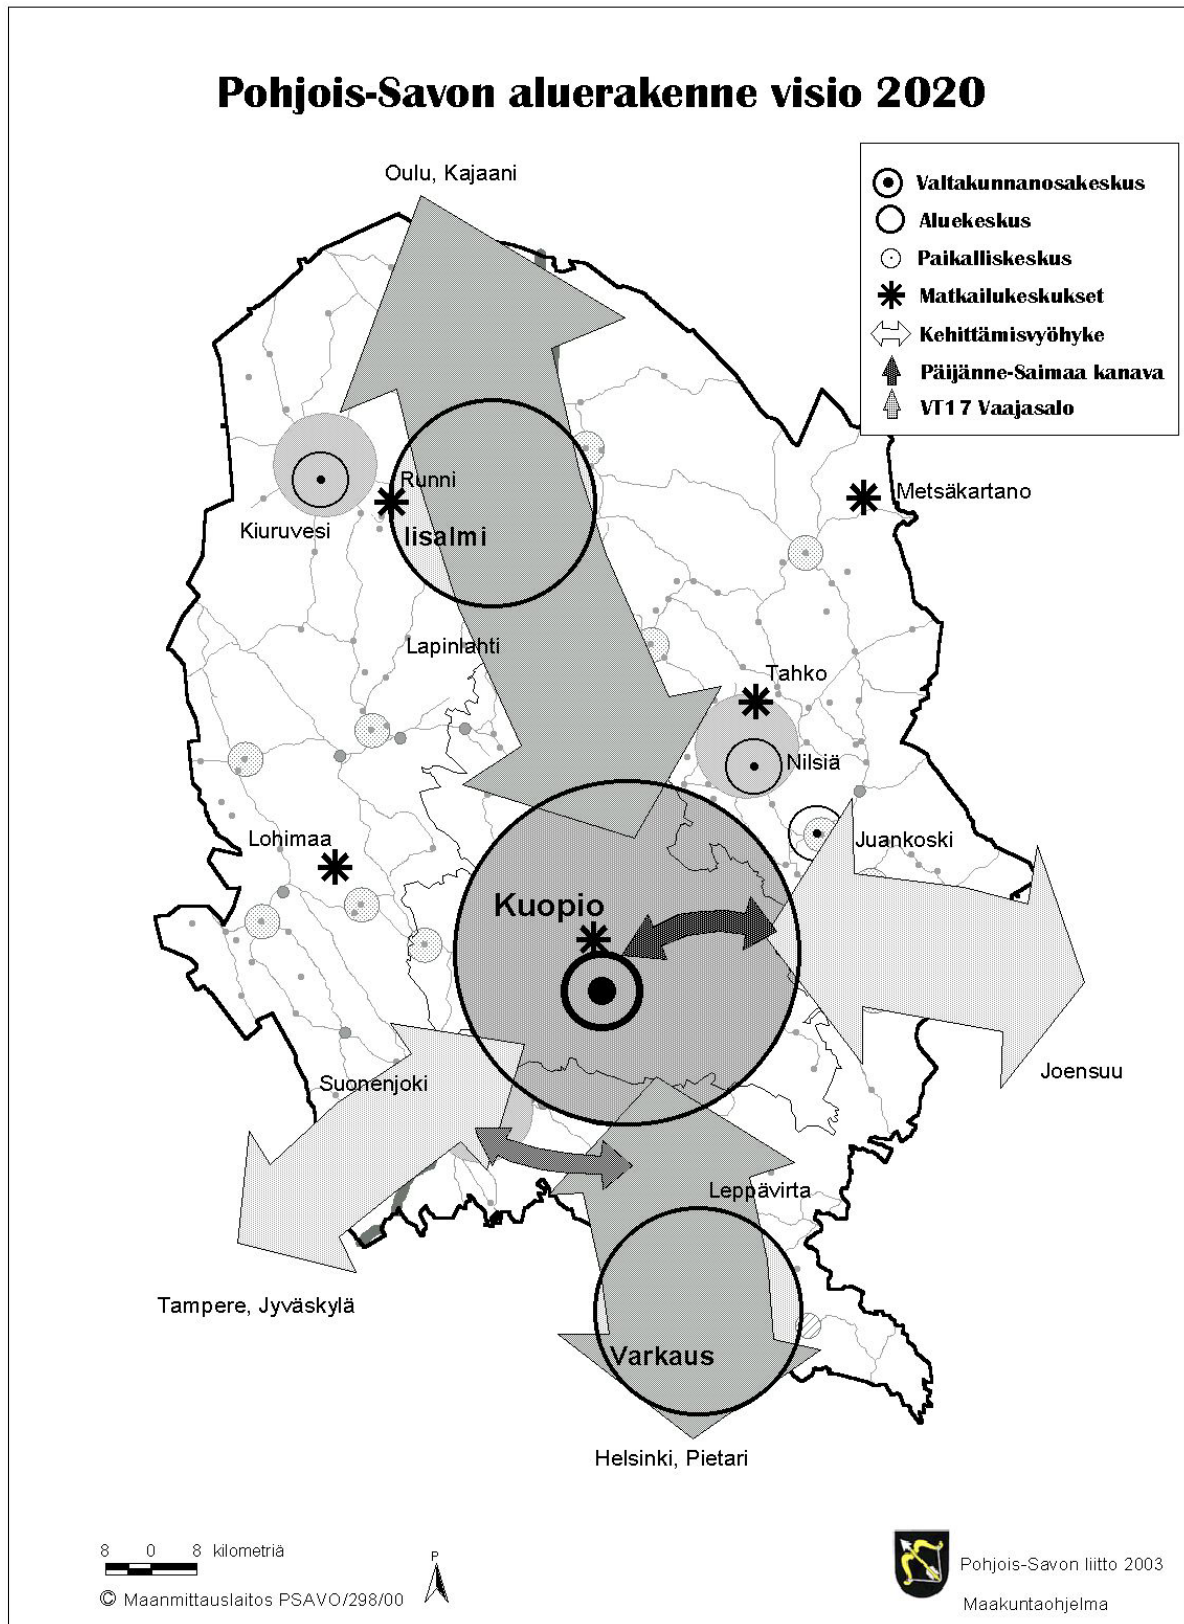 Pohjois-Savon aluerakenne visio 2020
Valtakunnanosakeskus
Aluekeskus
Paikalliskeskus
Matkailukeskukset
Kehittämisvyöhyke
Päijänne-Saimaa kanava
VT17 Vaajasalo
Oulu, Kajaani
Runni
Metsäkartano
Kiuruvesi
Iisalmi
Lapinlahti
Tahko
Nilsiä
Lohimaa
Juankoski
Kuopio
Joensuu
Suonenjoki
Leppävirta
Tampere, Jyväskylä
Varkaus
Helsinki, Pietari
8 0 8 kilometriä
© Maanmittauslaitos PSAVO/298/00
P
Pohjois-Savon liitto 2003
Maakuntaohjelma